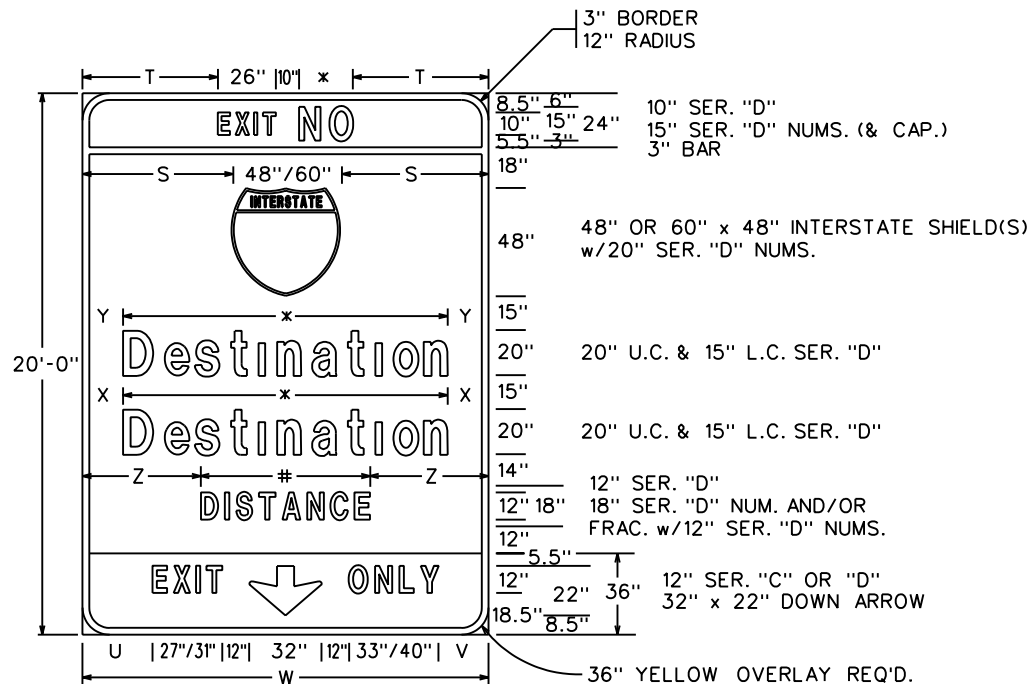 3" BORDER
12" RADIUS
T 26" 10" * T
EXIT NO
8.5" 6"
10" 15" 24"
5.5" 3"
10" SER. "D"
15" SER. "D" NUMS. (& CAP.)
3" BAR
18"
S 48"/60" S
INTERSTATE
48"
48" OR 60" x 48" INTERSTATE SHIELD(S)
w/20" SER. "D" NUMS.
15"
Y * Y
20'-0"
Destination
20"
20" U.C. & 15" L.C. SER. "D"
15"
X * X
Destination
20"
20" U.C. & 15" L.C. SER. "D"
14"
Z # Z
DISTANCE
12" 18"
12" SER. "D"
18" SER. "D" NUM. AND/OR
FRAC. w/12" SER. "D" NUMS.
12"
5.5"
EXIT ONLY
12" 22" 36"
18.5" 8.5"
12" SER. "C" OR "D"
32" x 22" DOWN ARROW
U 27"/31" 12" 32" 12" 33"/40" V
W
36" YELLOW OVERLAY REQ'D.